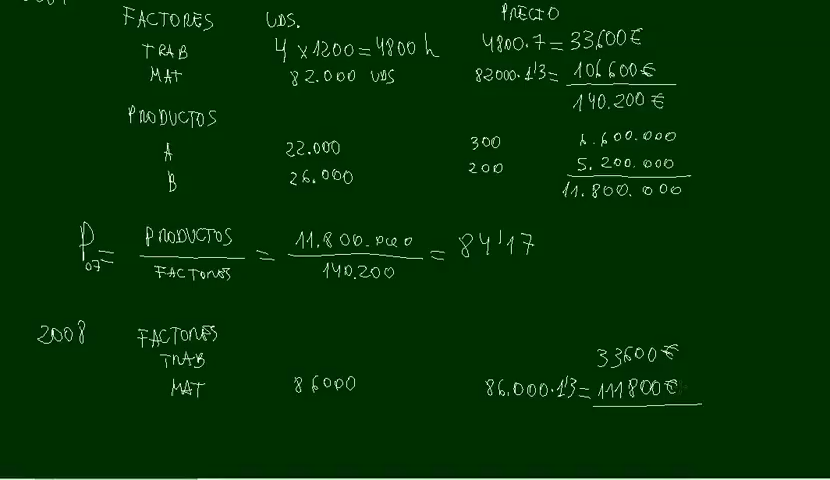 FACTORES UDS. PRECIO
TRAB 4 x 1200 = 4800 h 4800.7 = 33.600€
MAT 82.000 UDS 82000.1'3 = 106600€
140.200€
PRODUCTOS
A 22.000 300 6.600.000
B 26.000 200 5.200.000
11.800.000
P07 = PRODUCTOS / FACTORES = 11.800.000 / 140.200 = 84'17
2008 FACTORES
TRAB 33600€
MAT 86000 86.000.1'3 = 111800€